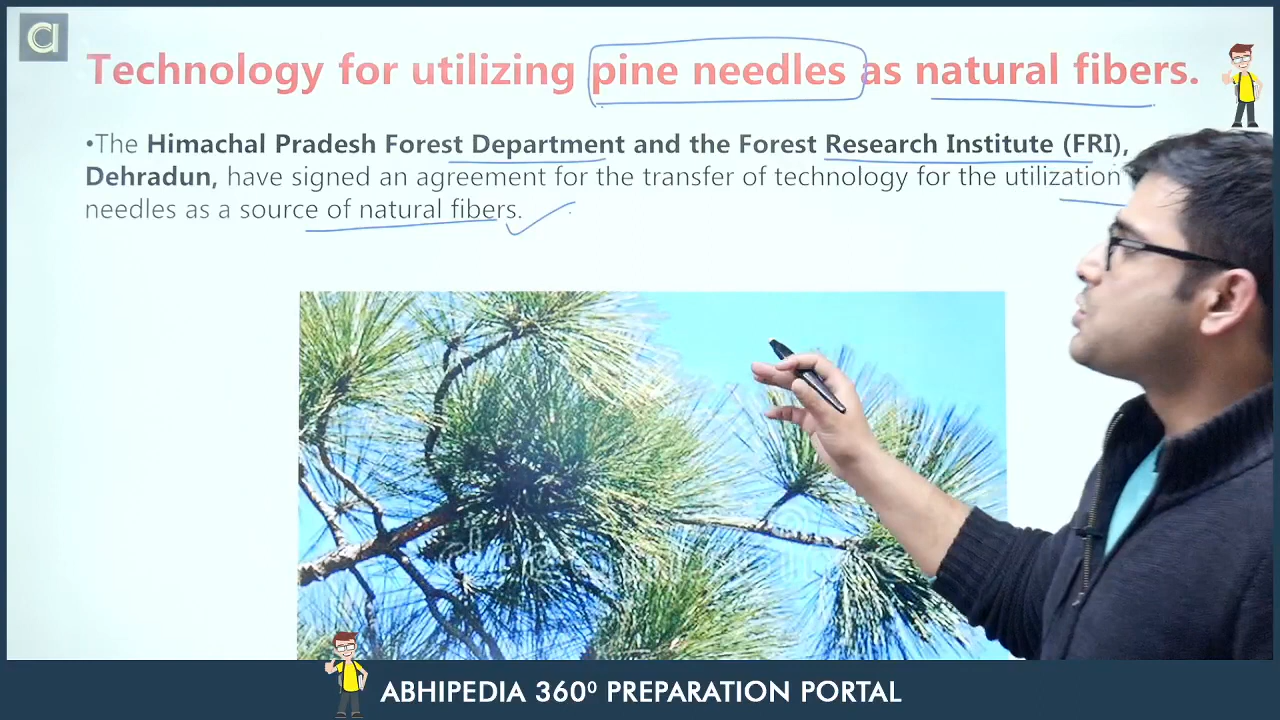 Technology for utilizing pine needles as natural fibers.
•The Himachal Pradesh Forest Department and the Forest Research Institute (FRI),
Dehradun, have signed an agreement for the transfer of technology for the utilization
needles as a source of natural fibers.
ABHIPEDIA 360⁰ PREPARATION PORTAL